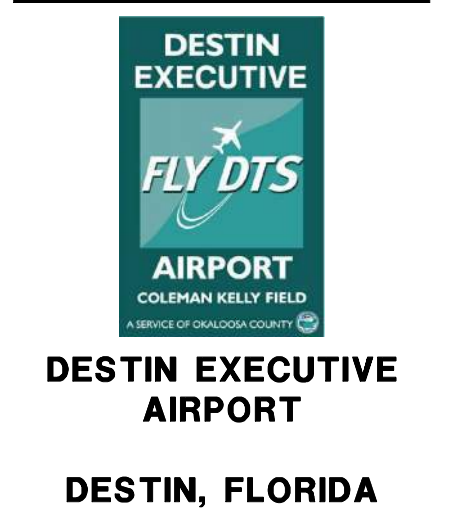 DESTIN
EXECUTIVE
FLY DTS
AIRPORT
COLEMAN KELLY FIELD
A SERVICE OF OKALOOSA COUNTY
DESTIN EXECUTIVE
AIRPORT
DESTIN, FLORIDA